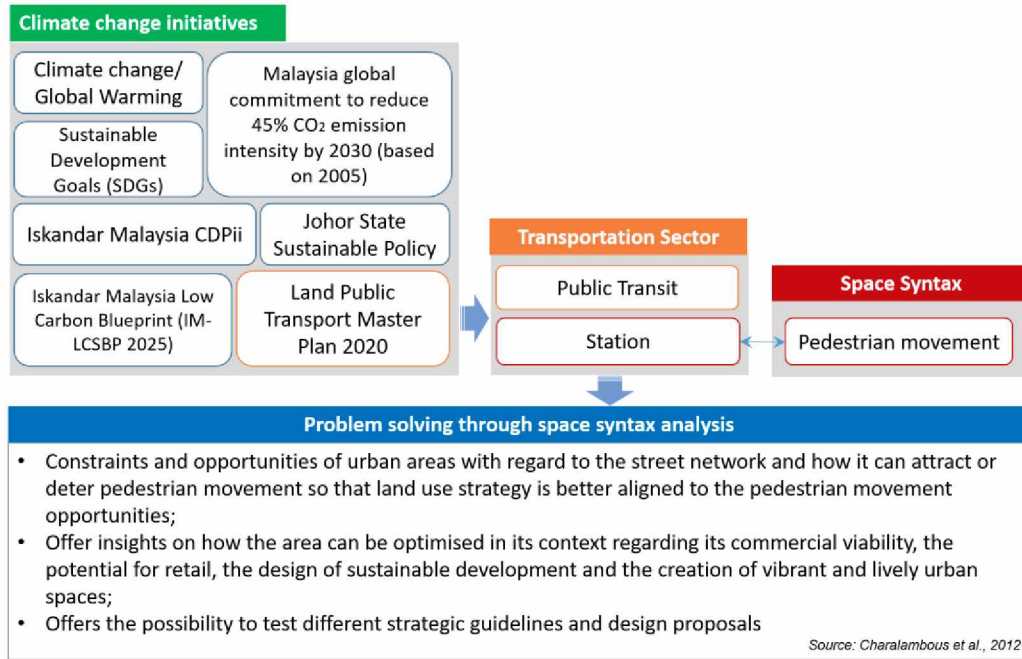 Climate change initiatives
Climate change/
Global Warming
Malaysia global
commitment to reduce
45% CO₂ emission
intensity by 2030 (based
on 2005)
Sustainable
Development
Goals (SDGs)
Iskandar Malaysia CDPii
Johor State
Sustainable Policy
Iskandar Malaysia Low
Carbon Blueprint (IM-
LCSBP 2025)
Land Public
Transport Master
Plan 2020
Transportation Sector
Public Transit
Station
Space Syntax
Pedestrian movement
Problem solving through space syntax analysis
• Constraints and opportunities of urban areas with regard to the street network and how it can attract or
deter pedestrian movement so that land use strategy is better aligned to the pedestrian movement
opportunities;
• Offer insights on how the area can be optimised in its context regarding its commercial viability, the
potential for retail, the design of sustainable development and the creation of vibrant and lively urban
spaces;
• Offers the possibility to test different strategic guidelines and design proposals
Source: Charalambous et al., 2012